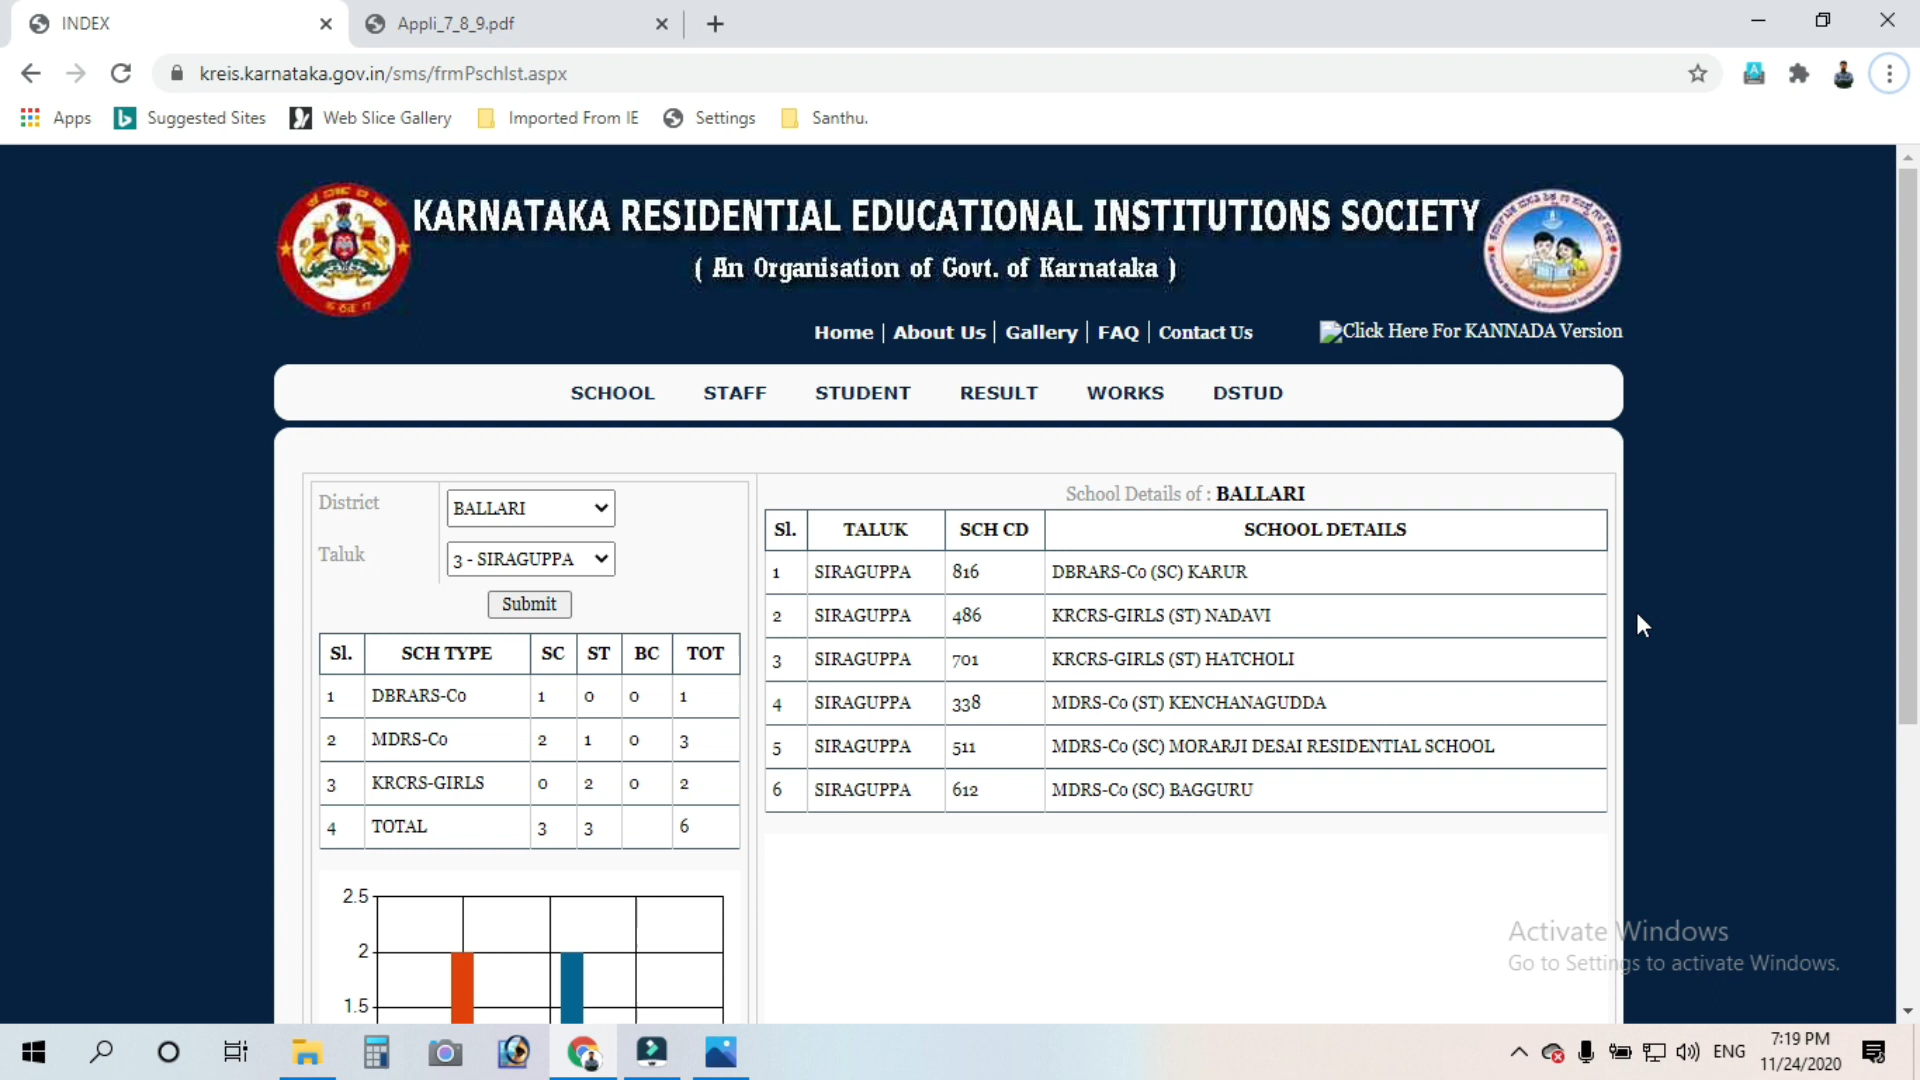 INDEX
Appli_7_8_9.pdf
kreis.karnataka.gov.in/sms/frmPschlst.aspx
Apps
Suggested Sites
Web Slice Gallery
Imported From IE
Settings
Santhu.
KARNATAKA RESIDENTIAL EDUCATIONAL INSTITUTIONS SOCIETY
( An Organisation of Govt. of Karnataka )
Home | About Us | Gallery | FAQ | Contact Us
Click Here For KANNADA Version
SCHOOL STAFF STUDENT RESULT WORKS DSTUD
District BALLARI
Taluk 3 - SIRAGUPPA
Submit
Sl. SCH TYPE SC ST BC TOT
1 DBRARS-Co 1 0 0 1
2 MDRS-Co 2 1 0 3
3 KRCRS-GIRLS 0 2 0 2
4 TOTAL 3 3 6
2.5
2
1.5
School Details of : BALLARI
Sl. TALUK SCH CD SCHOOL DETAILS
1 SIRAGUPPA 816 DBRARS-Co (SC) KARUR
2 SIRAGUPPA 486 KRCRS-GIRLS (ST) NADAVI
3 SIRAGUPPA 701 KRCRS-GIRLS (ST) HATCHOLI
4 SIRAGUPPA 338 MDRS-Co (ST) KENCHANAGUDDA
5 SIRAGUPPA 511 MDRS-Co (SC) MORARJI DESAI RESIDENTIAL SCHOOL
6 SIRAGUPPA 612 MDRS-Co (SC) BAGGURU
Activate Windows
Go to Settings to activate Windows.
ENG
7:19 PM
11/24/2020